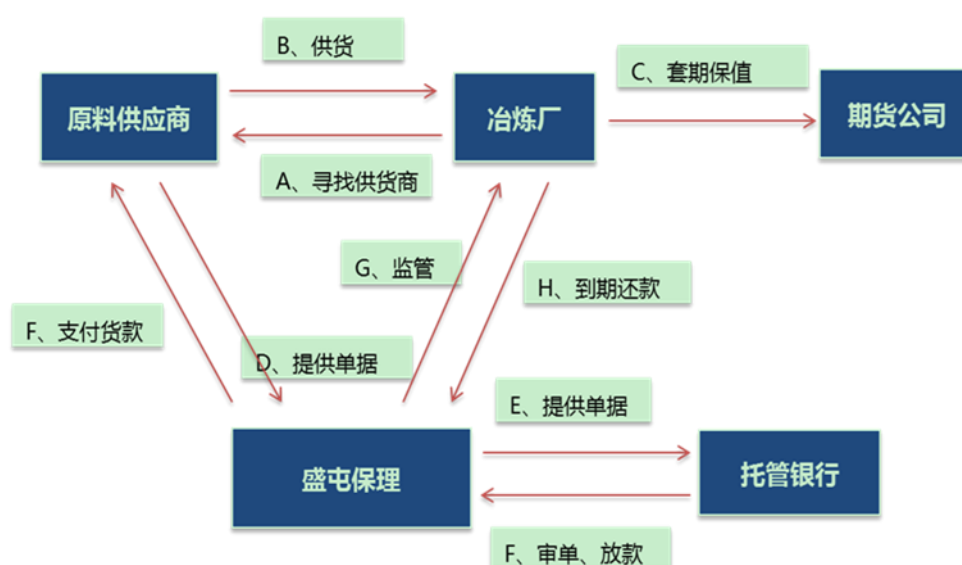 B、供货
C、套期保值
原料供应商
冶炼厂
期货公司
A、寻找供货商
G、监管
H、到期还款
F、支付货款
D、提供单据
E、提供单据
盛屯保理
托管银行
F、审单、放款